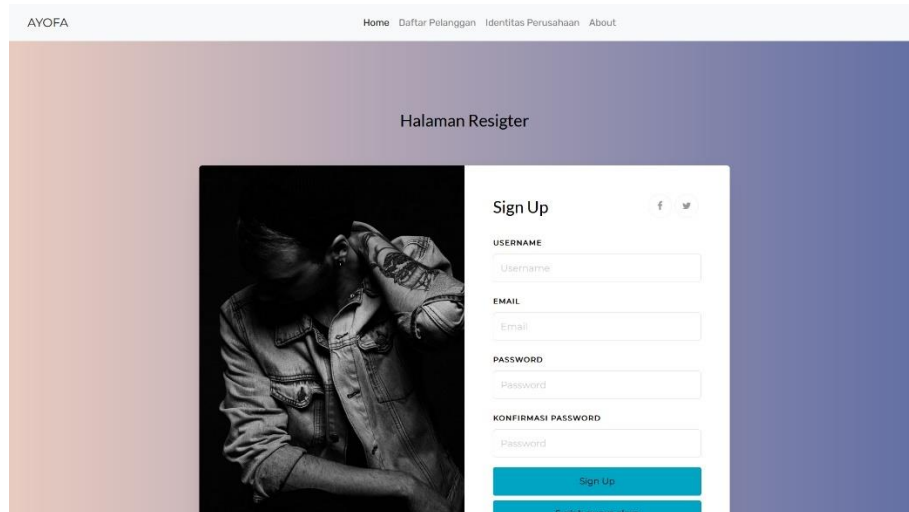 AYOFA
Home Daftar Pelanggan Identitas Perusahaan About
Halaman Resigter
Sign Up
USERNAME
Username
EMAIL
Email
PASSWORD
Password
KONFIRMASI PASSWORD
Password
Sign Up